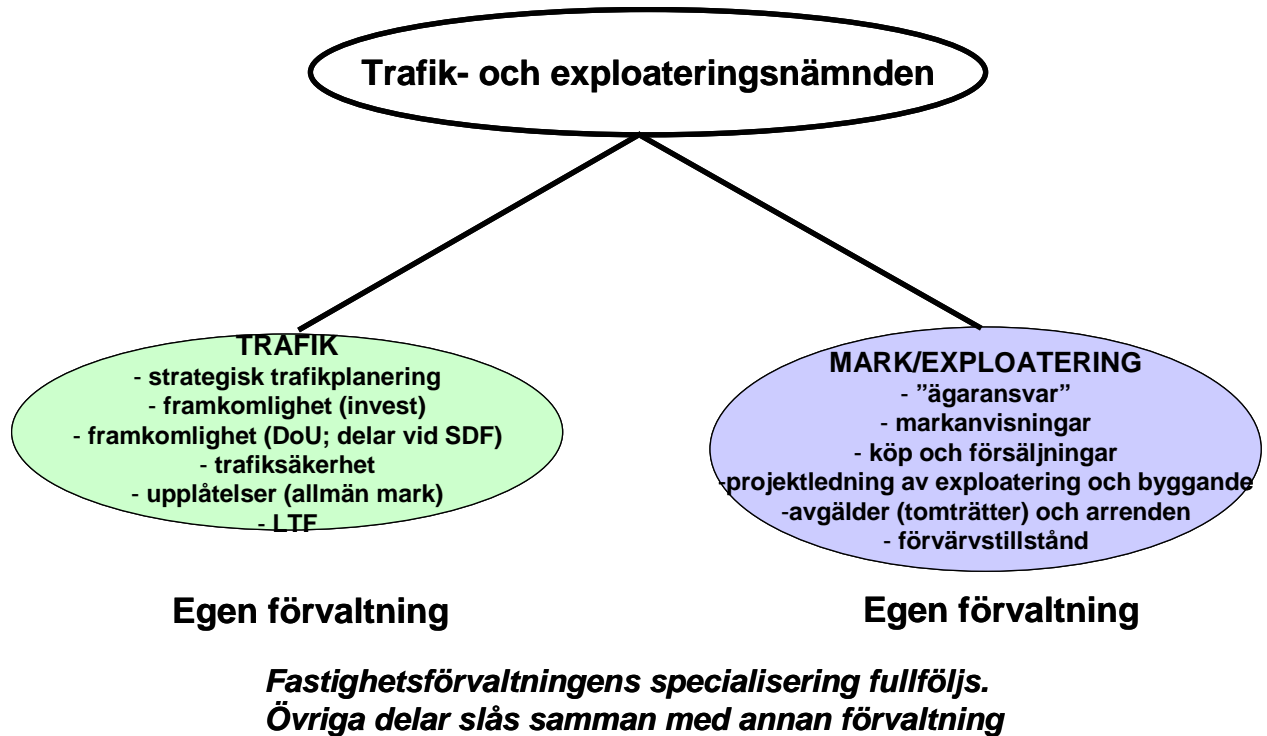 Trafik- och exploateringsnämnden
TRAFIK
- strategisk trafikplanering
- framkomlighet (invest)
- framkomlighet (DoU; delar vid SDF)
- trafiksäkerhet
- upplåtelser (allmän mark)
- LTF
MARK/EXPLOATERING
- ”ägaransvar”
- markanvisningar
- köp och försäljningar
-projektledning av exploatering och byggande
-avgälder (tomträtter) och arrenden
- förvärvstillstånd
Egen förvaltning
Egen förvaltning
Fastighetsförvaltningens specialisering fullföljs.
Övriga delar slås samman med annan förvaltning